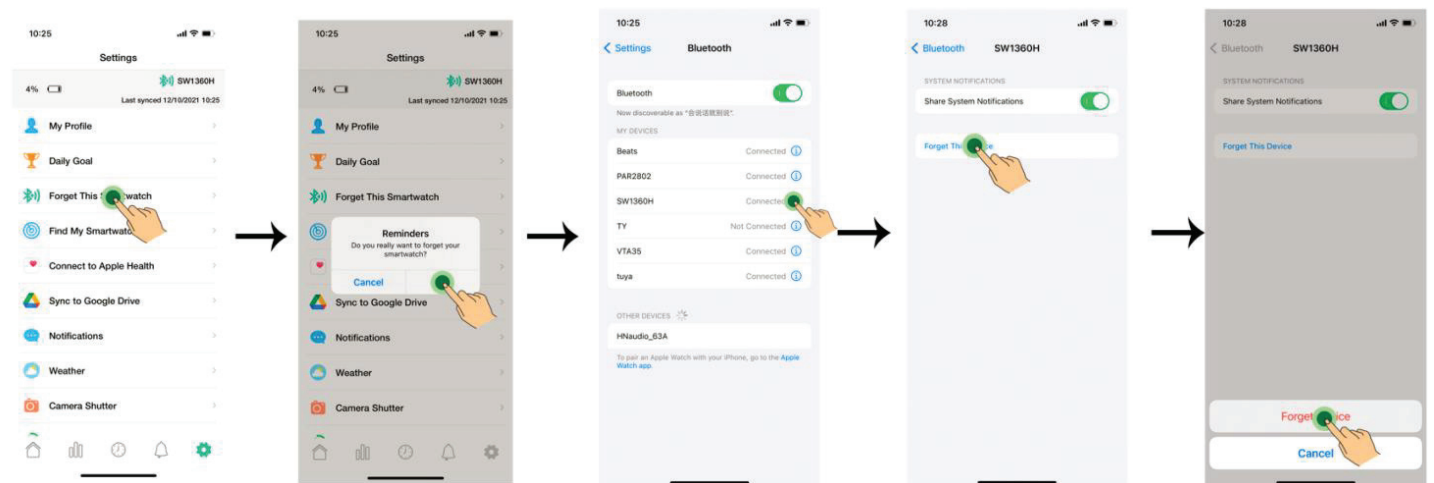 10:25
Settings
4%
SW1360H
Last synced 12/10/2021 10:25
My Profile
Daily Goal
Forget This
Find My
Connect to Apple Health
Sync to Google Drive
Notifications
Weather
Camera Shutter
10:25
Settings
4%
SW1360H
Last synced 12/10/2021 10:25
My Profile
Daily Goal
Forget This Smartwatch
Reminders
Do you really want to forget your
smartwatch?
Cancel
Sync to Google Drive
Notifications
Weather
Camera Shutter
10:25
Settings Bluetooth
Bluetooth
Now discoverable as
MY DEVICES
Beats Connected
PAR2802 Connected
SW1360H Connected
TY Not Connected
VTA35 Connected
tuya Connected
OTHER DEVICES
HNaudio_63A
To pair an Apple Watch with your iPhone, go to the Apple
Watch app.
10:28
Bluetooth SW1360H
SYSTEM NOTIFICATIONS
Share System Notifications
Forget
10:28
Bluetooth SW1360H
SYSTEM NOTIFICATIONS
Share System Notifications
Forget This Device
Forget
Cancel